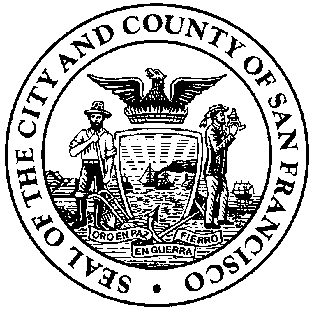 SEAL OF THE CITY AND COUNTY OF SAN FRANCISCO
ORO EN PAZ
FIERRO
EN GUERRA